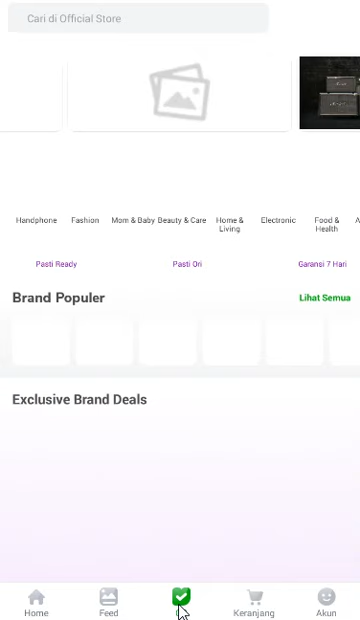 Cari di Official Store
Handphone Fashion Mom & Baby Beauty & Care Home & Living Electronic Food & Health A
Pasti Ready Pasti Ori Garansi 7 Hari
Brand Populer Lihat Semua
Exclusive Brand Deals
Home Feed Keranjang Akun